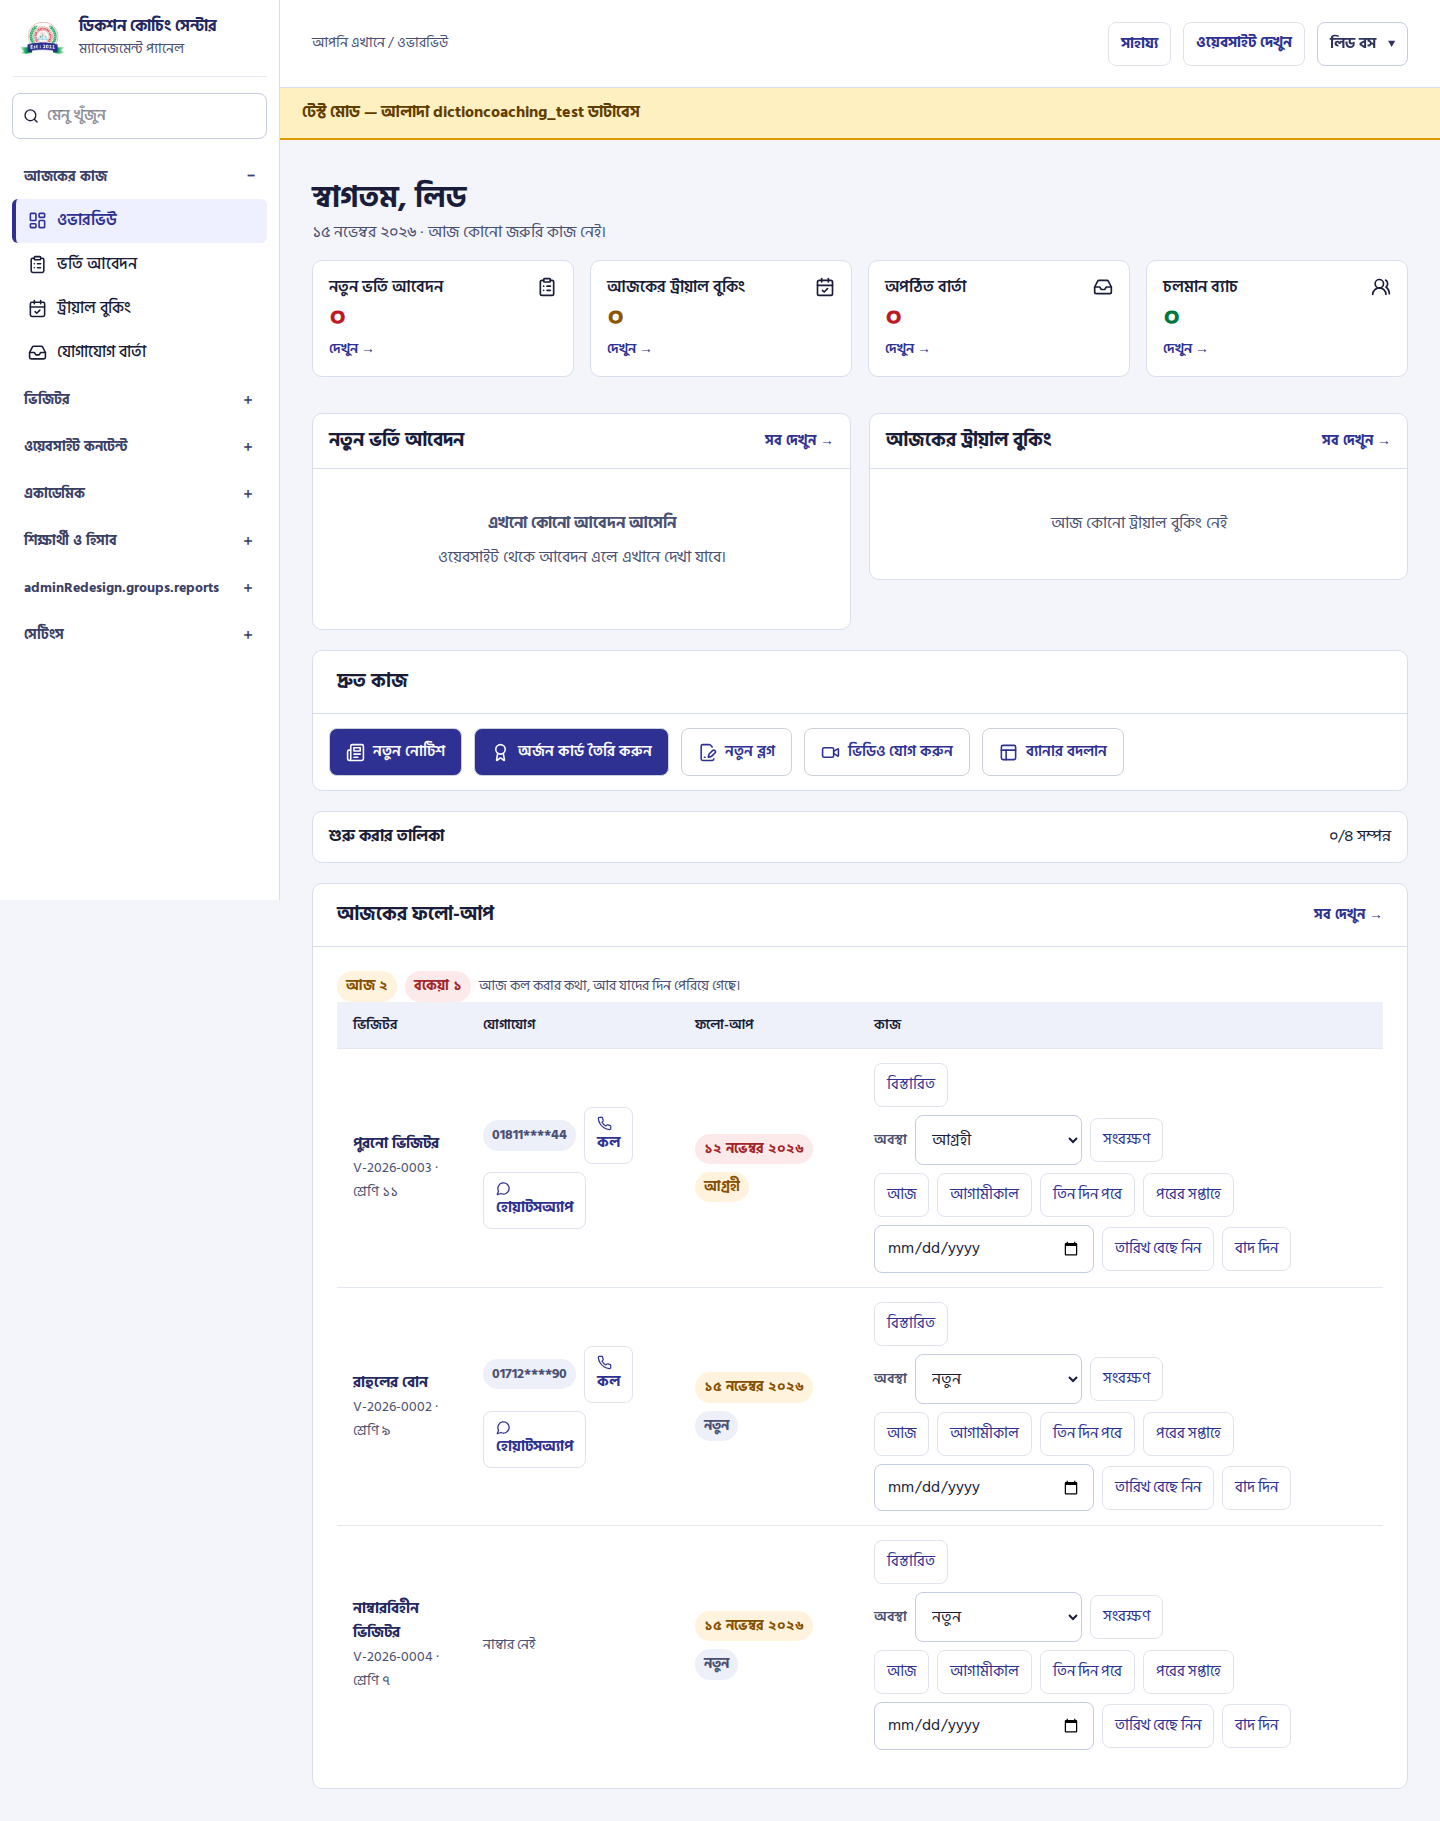 ডিকশন কোচিং সেন্টার
ম্যানেজমেন্ট প্যানেল
Est : 2011
মেনু খুঁজুন
আজকের কাজ −
ওভারভিউ
ভর্তি আবেদন
ট্রায়াল বুকিং
যোগাযোগ বার্তা
ভিজিটর +
ওয়েবসাইট কনটেন্ট +
একাডেমিক +
শিক্ষার্থী ও হিসাব +
adminRedesign.groups.reports +
সেটিংস +
আপনি এখানে / ওভারভিউ
সাহায্য
ওয়েবসাইট দেখুন
লিড বস ▾
টেস্ট মোড — আলাদা dictioncoaching_test ডাটাবেস
স্বাগতম, লিড
১৫ নভেম্বর ২০২৬ · আজ কোনো জরুরি কাজ নেই।
নতুন ভর্তি আবেদন
০
দেখুন →
আজকের ট্রায়াল বুকিং
০
দেখুন →
অপঠিত বার্তা
০
দেখুন →
চলমান ব্যাচ
০
দেখুন →
নতুন ভর্তি আবেদন
সব দেখুন →
এখনো কোনো আবেদন আসেনি
ওয়েবসাইট থেকে আবেদন এলে এখানে দেখা যাবে।
আজকের ট্রায়াল বুকিং
সব দেখুন →
আজ কোনো ট্রায়াল বুকিং নেই
দ্রুত কাজ
নতুন নোটিশ
অর্জন কার্ড তৈরি করুন
নতুন ব্লগ
ভিডিও যোগ করুন
ব্যানার বদলান
শুরু করার তালিকা
০/৪ সম্পন্ন
আজকের ফলো-আপ
সব দেখুন →
আজ ২ বকেয়া ১ আজ কল করার কথা, আর যাদের দিন পেরিয়ে গেছে।
ভিজিটর যোগাযোগ ফলো-আপ কাজ
পুরনো ভিজিটর
V-2026-0003 ·
শ্রেণি ১১
01811****44
কল
হোয়াটসঅ্যাপ
১২ নভেম্বর ২০২৬
আগ্রহী
বিস্তারিত
অবস্থা আগ্রহী সংরক্ষণ
আজ আগামীকাল তিন দিন পরে পরের সপ্তাহে
mm/dd/yyyy তারিখ বেছে নিন বাদ দিন
রাহুলের বোন
V-2026-0002 ·
শ্রেণি ৯
01712****90
কল
হোয়াটসঅ্যাপ
১৫ নভেম্বর ২০২৬
নতুন
বিস্তারিত
অবস্থা নতুন সংরক্ষণ
আজ আগামীকাল তিন দিন পরে পরের সপ্তাহে
mm/dd/yyyy তারিখ বেছে নিন বাদ দিন
নাম্বারবিহীন
ভিজিটর
V-2026-0004 ·
শ্রেণি ৭
নাম্বার নেই
১৫ নভেম্বর ২০২৬
নতুন
বিস্তারিত
অবস্থা নতুন সংরক্ষণ
আজ আগামীকাল তিন দিন পরে পরের সপ্তাহে
mm/dd/yyyy তারিখ বেছে নিন বাদ দিন